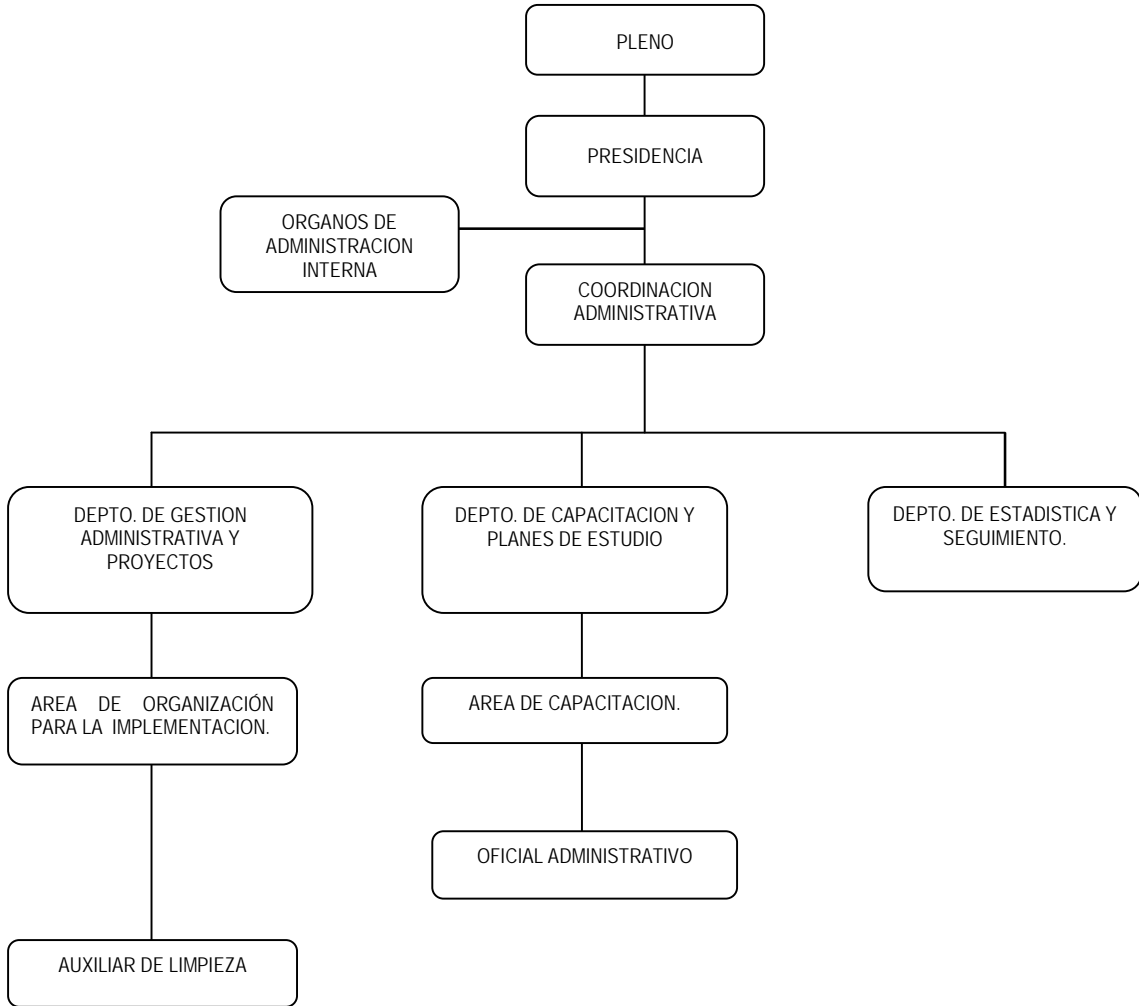 PLENO
PRESIDENCIA
ORGANOS DE
ADMINISTRACION
INTERNA
COORDINACION
ADMINISTRATIVA
DEPTO. DE GESTION
ADMINISTRATIVA Y
PROYECTOS
DEPTO. DE CAPACITACION Y
PLANES DE ESTUDIO
DEPTO. DE ESTADISTICA Y
SEGUIMIENTO.
AREA DE ORGANIZACIÓN
PARA LA IMPLEMENTACION.
AREA DE CAPACITACION.
OFICIAL ADMINISTRATIVO
AUXILIAR DE LIMPIEZA